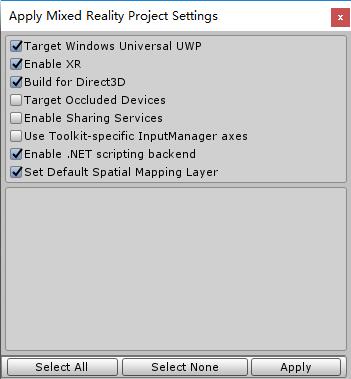 Apply Mixed Reality Project Settings
x
Target Windows Universal UWP
Enable XR
Build for Direct3D
Target Occluded Devices
Enable Sharing Services
Use Toolkit-specific InputManager axes
Enable .NET scripting backend
Set Default Spatial Mapping Layer
Select All Select None Apply